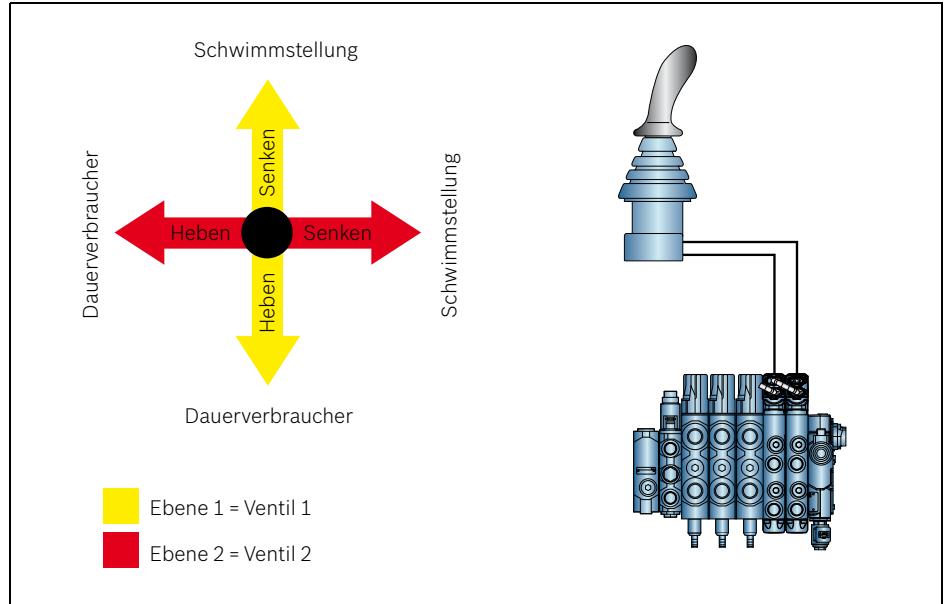 Schwimmstellung
Senken
Dauerverbraucher
Heben
Senken
Schwimmstellung
Heben
Dauerverbraucher
Ebene 1 = Ventil 1
Ebene 2 = Ventil 2